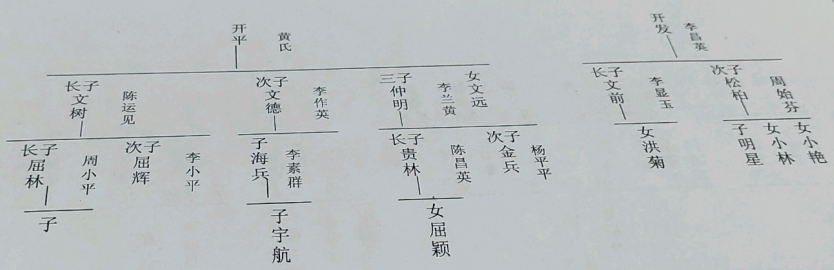 开平
黄氏
开发
李昌英
长子文树
陈运见
次子文德
李作英
三子仲明
李兰黄
女文远
长子文前
李显玉
次子松柏
周始芬
长子屈林
周小平
次子屈辉
李小平
子海兵
李素群
长子贵林
陈昌英
次子金兵
杨平平
女洪菊
子明星
女小林
女小艳
子
子宇航
女屈颖